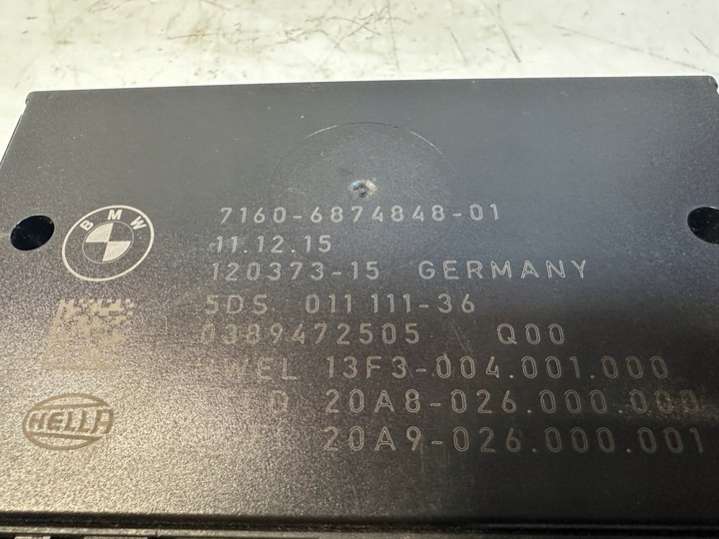 BMW
7160-6874848-01
11.12.15
120373-15 GERMANY
5DS 011 111-36
0389472505 Q00
WEL 13F3-004.001.000
20A8-026.000.000
20A9-026.000.001
HELLA